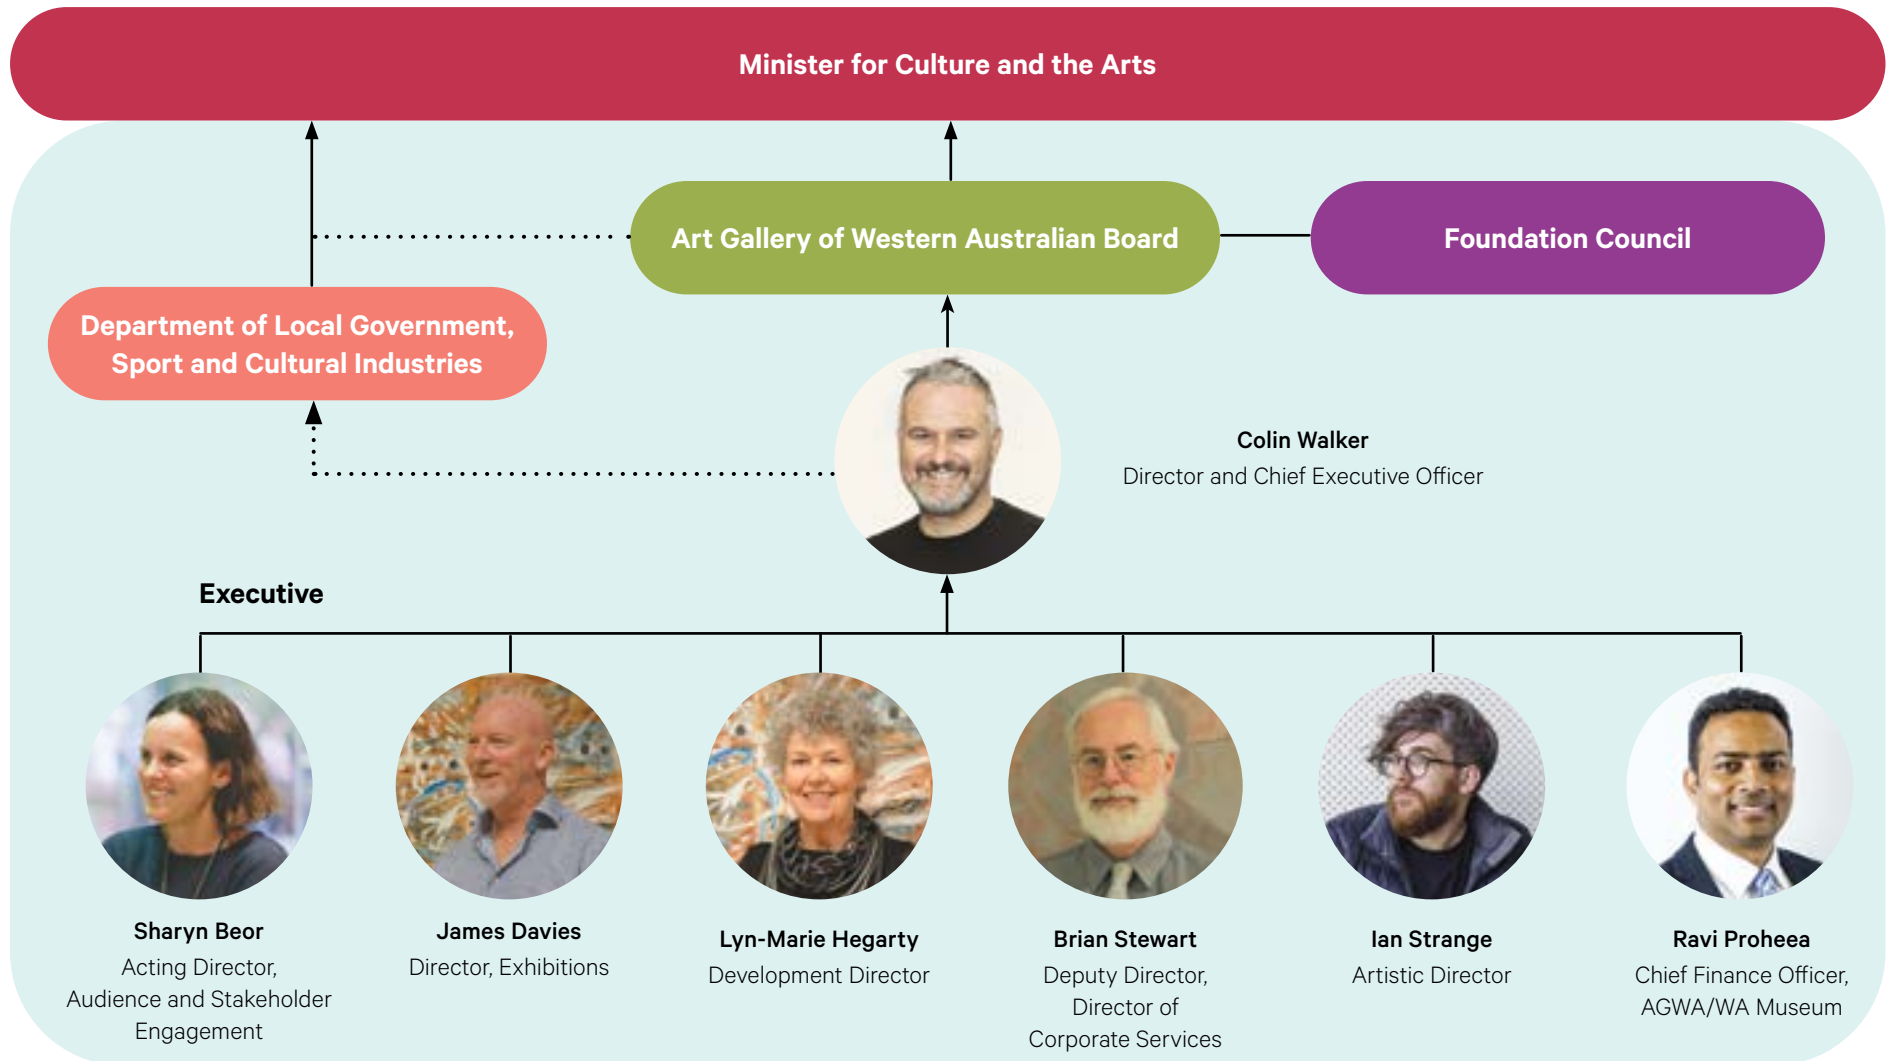 Minister for Culture and the Arts
Art Gallery of Western Australian Board
Foundation Council
Department of Local Government,
Sport and Cultural Industries
Colin Walker
Director and Chief Executive Officer
Executive
Sharyn Beor
Acting Director,
Audience and Stakeholder
Engagement
James Davies
Director, Exhibitions
Lyn-Marie Hegarty
Development Director
Brian Stewart
Deputy Director,
Director of
Corporate Services
Ian Strange
Artistic Director
Ravi Proheea
Chief Finance Officer,
AGWA/WA Museum